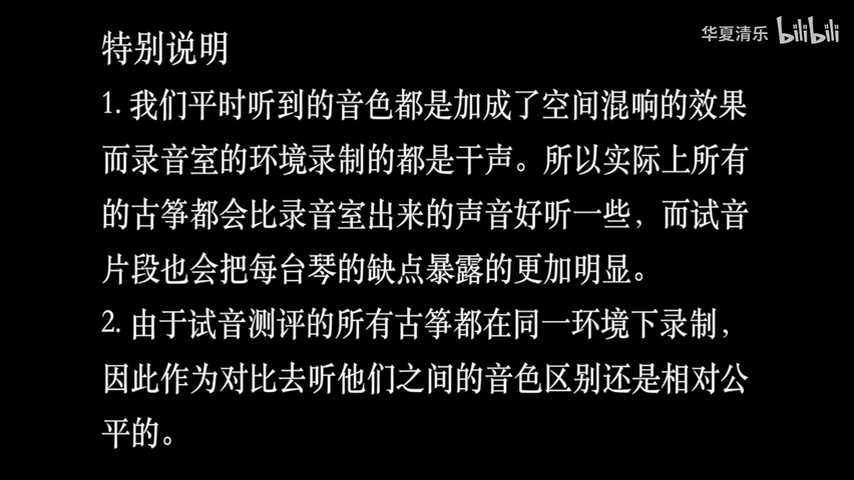 华夏清乐 bilibili
特别说明
1. 我们平时听到的音色都是加成了空间混响的效果
而录音室的环境录制的都是干声。所以实际上所有
的古筝都会比录音室出来的声音好听一些，而试音
片段也会把每台琴的缺点暴露的更加明显。
2. 由于试音测评的所有古筝都在同一环境下录制，
因此作为对比去听他们之间的音色区别还是相对公
平的。